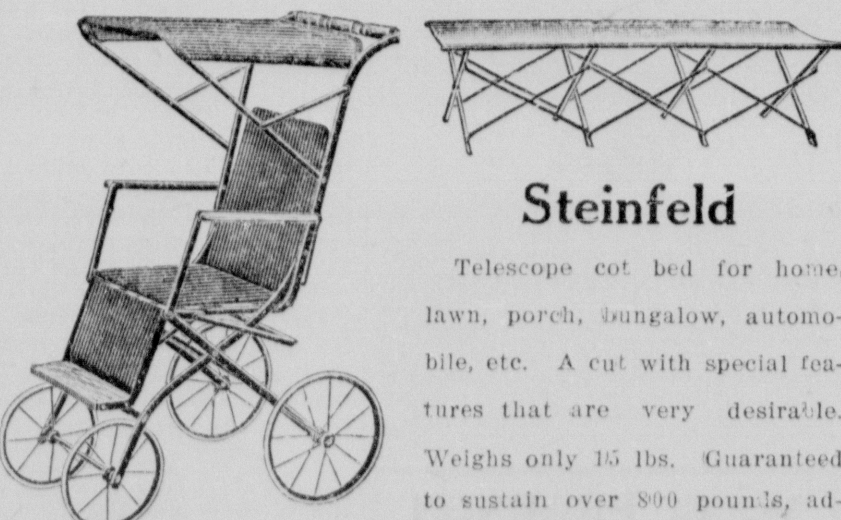 Steinfeld
Telescope cot bed for home,
lawn, porch, bungalow, automo-
bile, etc. A cut with special fea-
tures that are very desirable.
Weighs only 15 lbs. Guaranteed
to sustain over 800 pounds, ad-